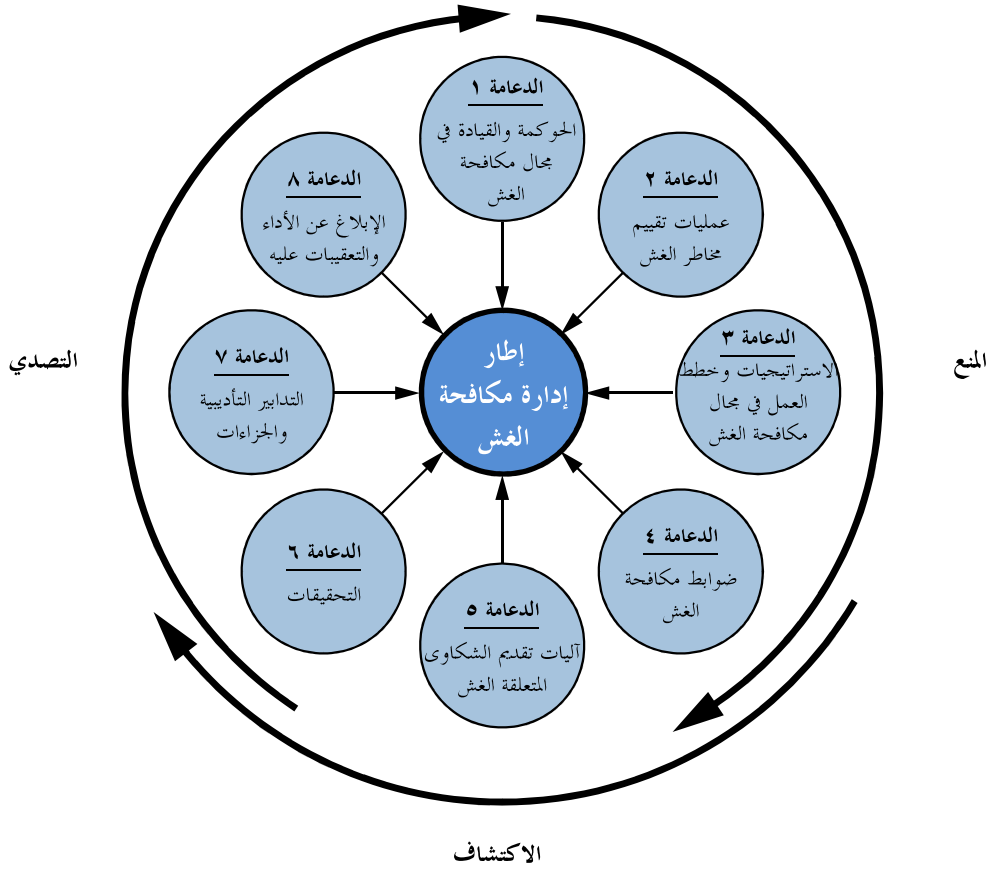 الدعامة ١
الحوكمة والقيادة في
مجال مكافحة
الغش
الدعامة ٢
عمليات تقييم
مخاطر الغش
الدعامة ٣
لاستراتيجيات وخطط
العمل في مجال
مكافحة الغش
الدعامة ٤
ضوابط مكافحة
الغش
الدعامة ٥
آليات تقديم الشكاوى
المتعلقة الغش
الدعامة ٦
التحقيقات
الدعامة ٧
التدابير التأديبية
والجزاءات
الدعامة ٨
الإبلاغ عن الأداء
والتعقيبات عليه
إطار
إدارة مكافحة
الغش
المنع
الاكتشاف
التصدي